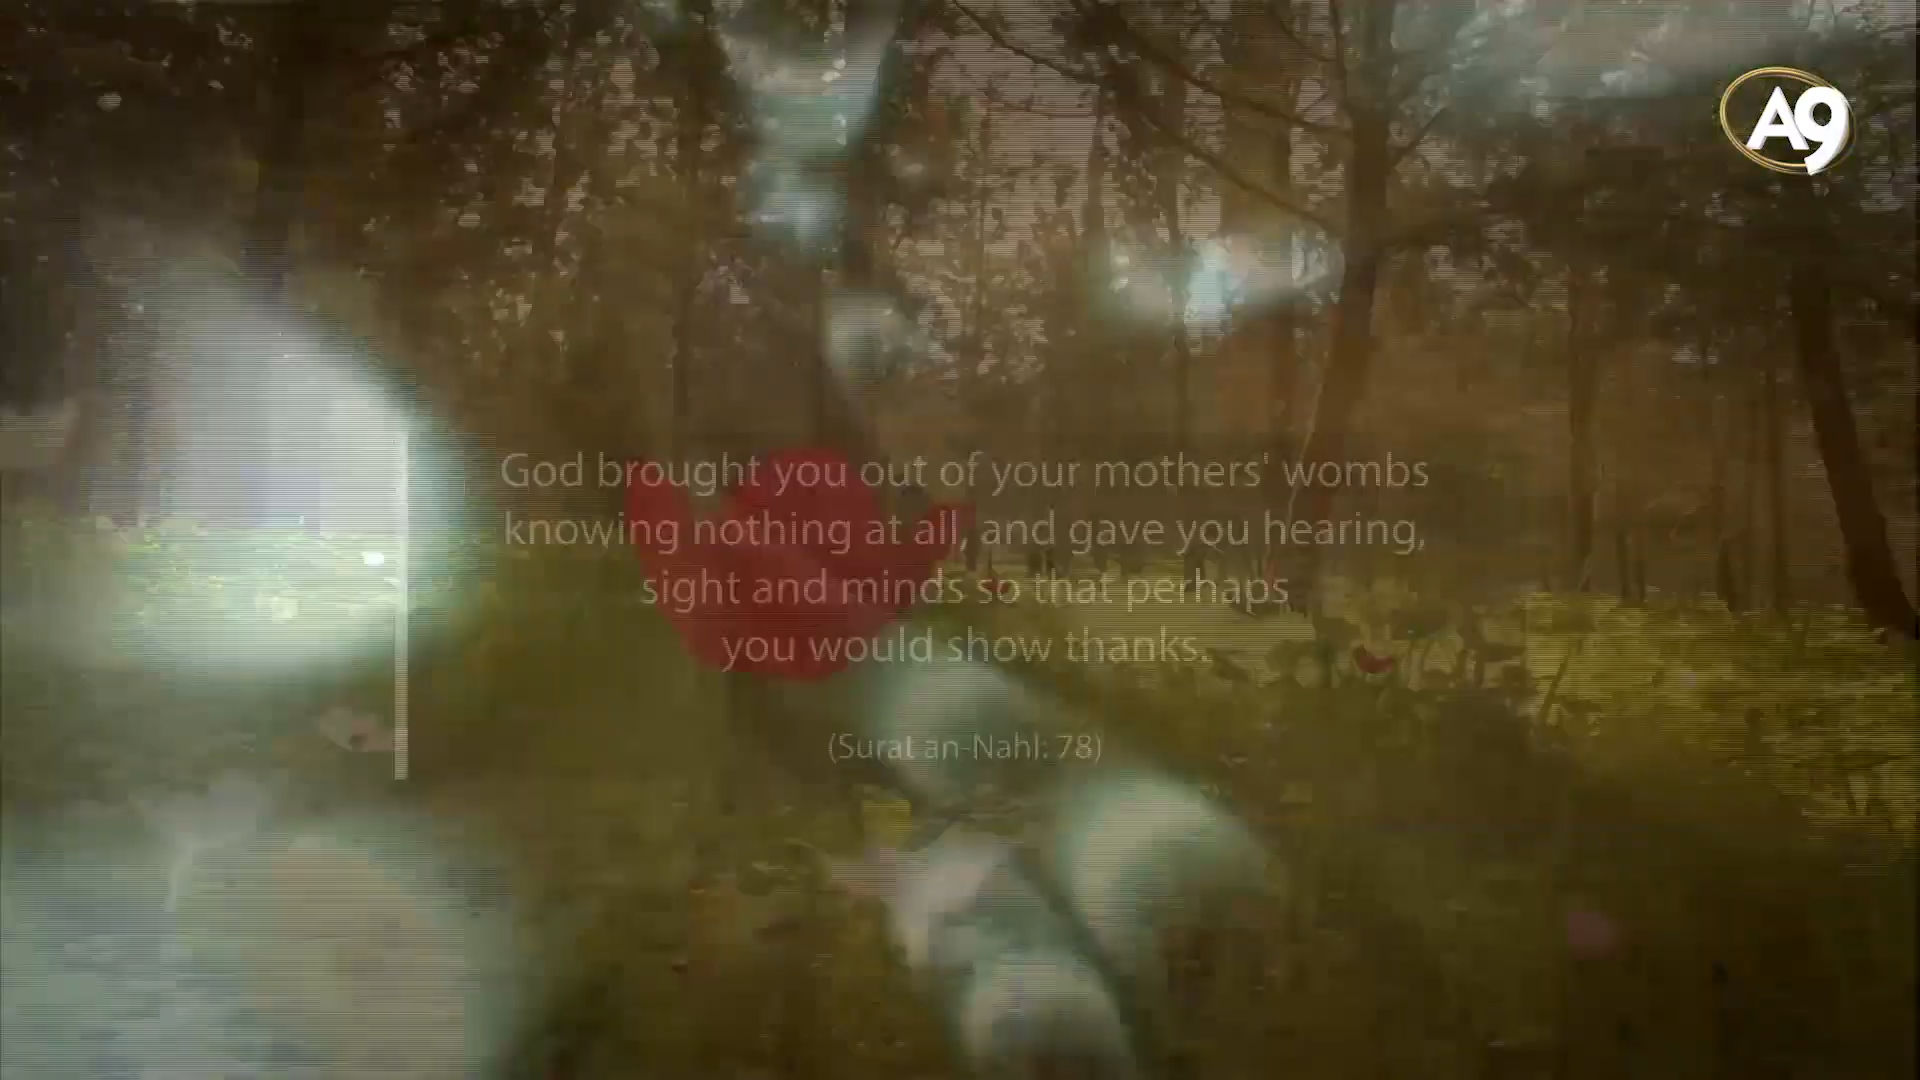 A9
God brought you out of your mothers' wombs
knowing nothing at all, and gave you hearing,
sight and minds so that perhaps
you would show thanks.
(Surat an-Nahl: 78)